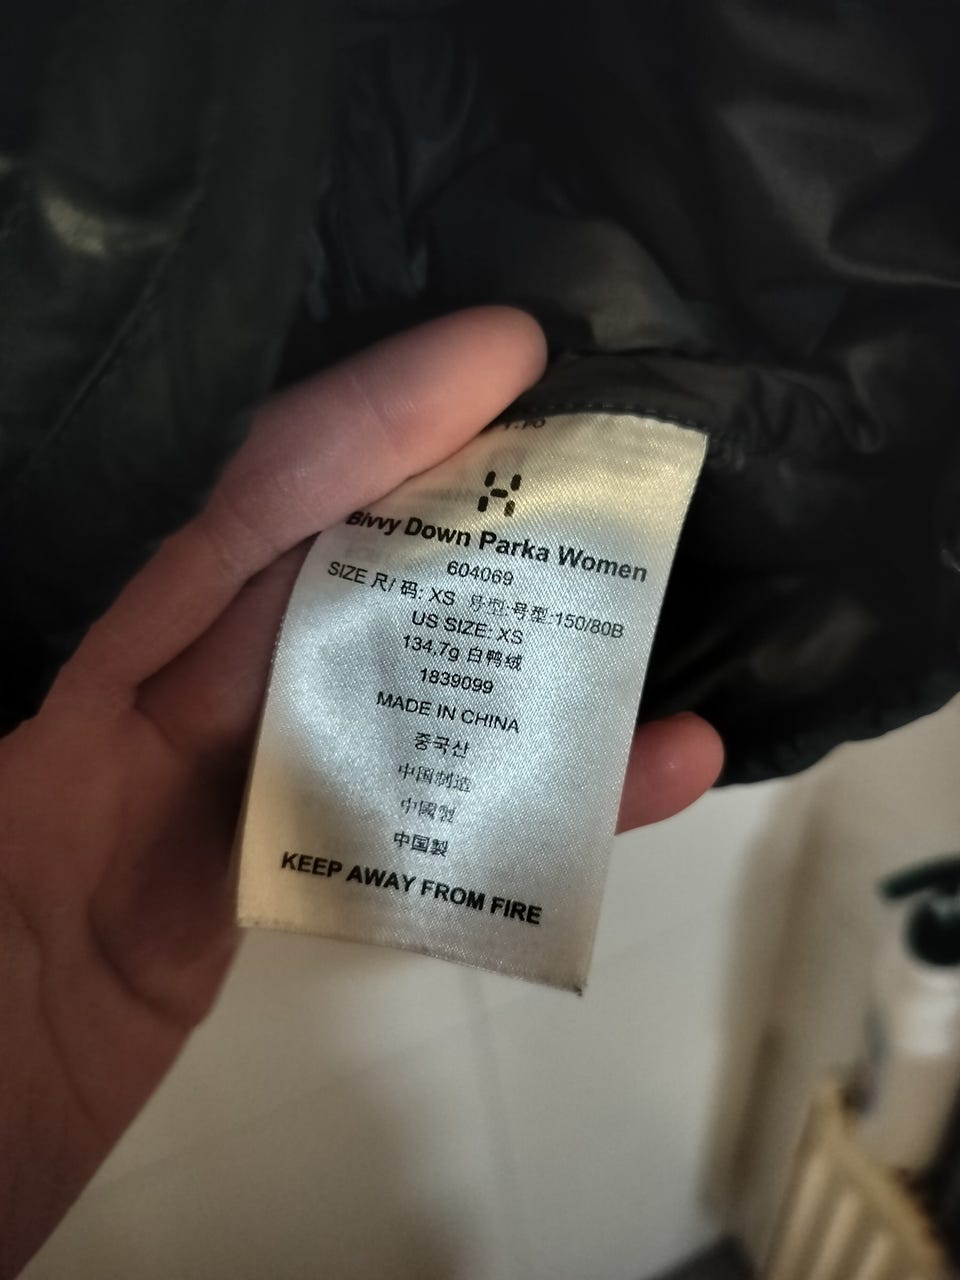 Bivvy Down Parka Women
604069
SIZE 尺/ 码: XS 号型:号型:150/80B
US SIZE: XS
134,7g 白鸭绒
1839099
MADE IN CHINA
중국산
中国制造
中國製
中国製
KEEP AWAY FROM FIRE